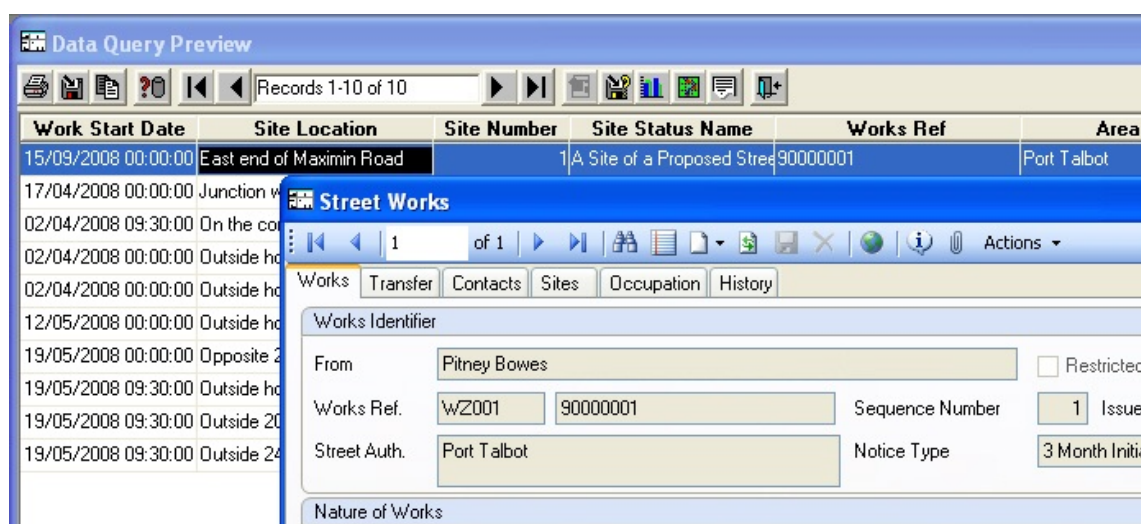 Data Query Preview
Records 1-10 of 10
Work Start Date Site Location Site Number Site Status Name Works Ref Area
15/09/2008 00:00:00 East end of Maximin Road 1 A Site of a Proposed Stree 90000001 Port Talbot
17/04/2008 00:00:00 Junction w
02/04/2008 09:30:00 On the co
02/04/2008 00:00:00 Outside ho
02/04/2008 00:00:00 Outside ho
12/05/2008 00:00:00 Outside ho
19/05/2008 00:00:00 Opposite 2
19/05/2008 09:30:00 Outside ho
19/05/2008 09:30:00 Outside 20
19/05/2008 09:30:00 Outside 24
Street Works
1 of 1 Actions
Works Transfer Contacts Sites Occupation History
Works Identifier
From Pitney Bowes Restricted
Works Ref. WZ001 90000001 Sequence Number 1 Issue
Street Auth. Port Talbot Notice Type 3 Month Initi
Nature of Works